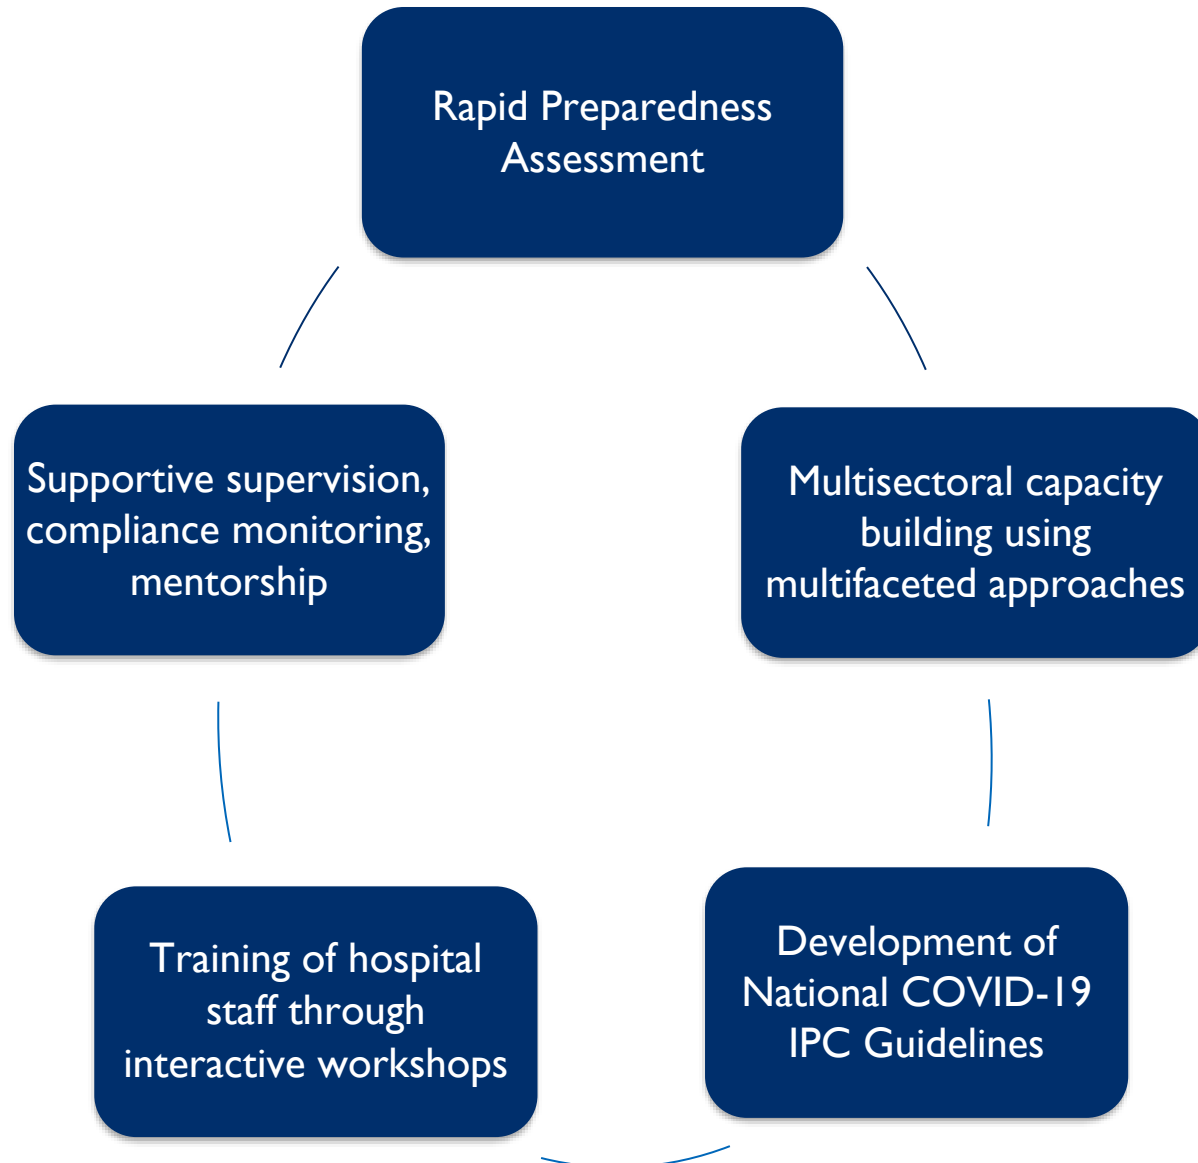 Rapid Preparedness
Assessment
Supportive supervision,
compliance monitoring,
mentorship
Multisectoral capacity
building using
multifaceted approaches
Training of hospital
staff through
interactive workshops
Development of
National COVID-19
IPC Guidelines